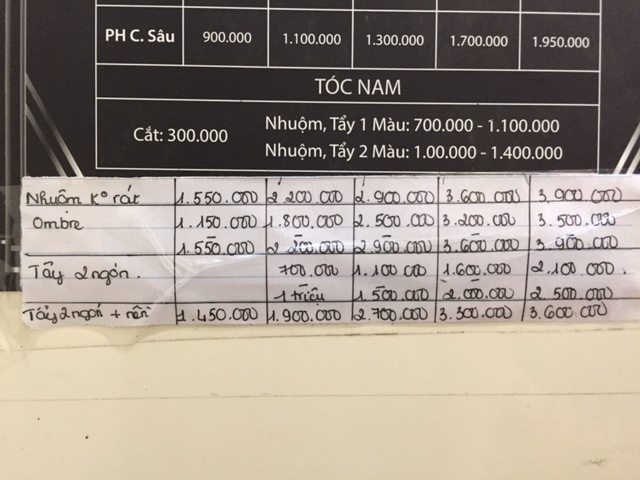 PH C. Sâu 900.000 1.100.000 1.300.000 1.700.000 1.950.000
TÓC NAM
Cắt: 300.000
Nhuộm, Tẩy 1 Màu: 700.000 - 1.100.000
Nhuộm, Tẩy 2 Màu: 1.00.000 - 1.400.000
Nhuộm K° rát 1.550.000 2.200.000 2.900.000 3.600.000 3.900.000
Ombre 1.150.000 1.800.000 2.500.000 3.200.000 3.500.000
1.550.000 2.200.000 2.900.000 3.600.000 3.900.000
Tẩy 2 ngón. 700.000 1.100.000 1.600.000 2.100.000.
1 triệu 1.500.000 2.000.000 2.500.000
Tẩy 2 ngón + nền 1.450.000 1.900.000 2.700.000 3.300.000 3.600.000